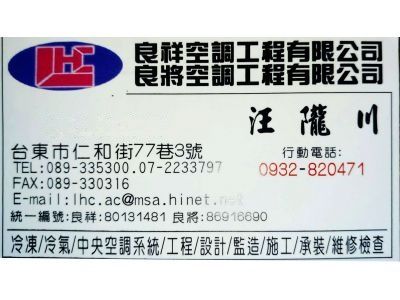 HC
良祥空調工程有限公司
良將空調工程有限公司
汪隴川
台東市仁和街77巷3號
行動電話:
TEL:089-335300.07-2233797
0932-820471
FAX:089-330316
E-mail:lhc.ac@msa.hinet.net
統一編號:良祥:80131481 良將:86916690
冷凍/冷氣/中央空調系統/工程/設計/監造/施工/承裝/維修檢查